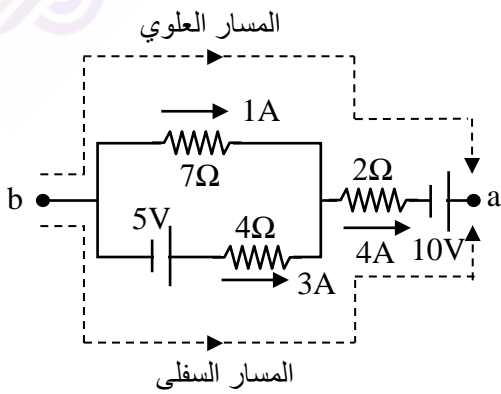 المسار العلوي
1A
7Ω
2Ω
b
a
5V
4Ω
4A
10V
3A
المسار السفلى